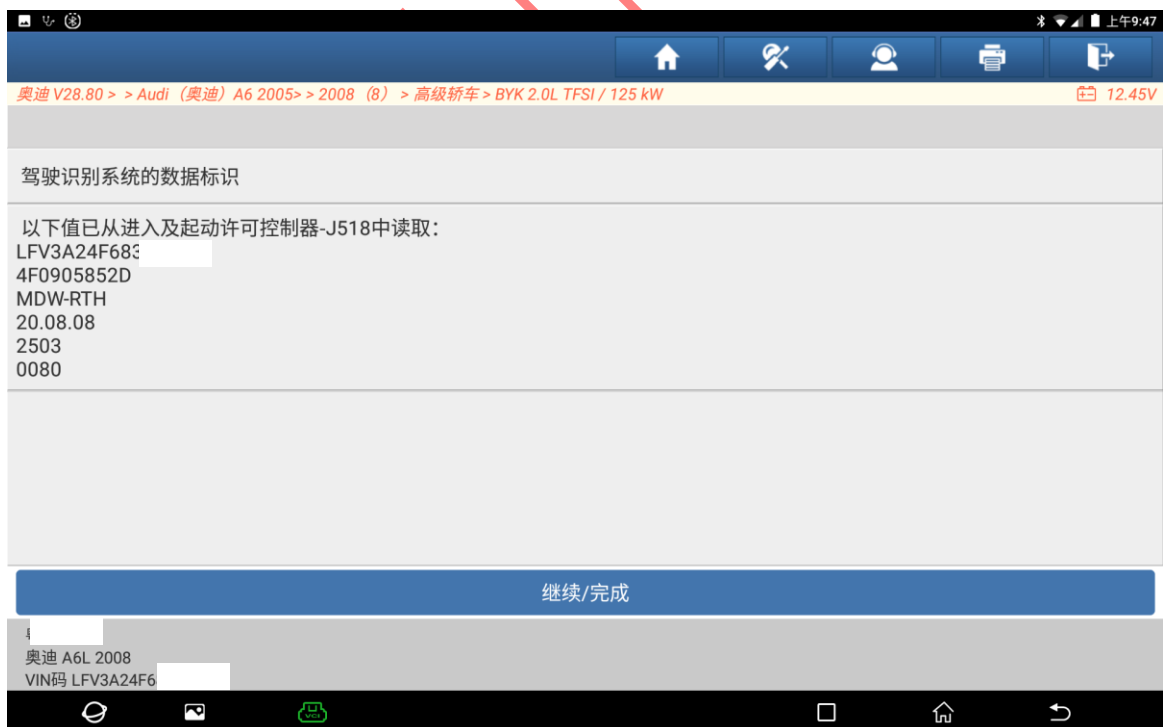 上午9:47
奥迪 V28.80 > > Audi（奥迪）A6 2005> > 2008（8） > 高级轿车 > BYK 2.0L TFSI / 125 kW
12.45V
驾驶识别系统的数据标识
以下值已从进入及起动许可控制器-J518中读取：
LFV3A24F683
4F0905852D
MDW-RTH
20.08.08
2503
0080
继续/完成
奥迪 A6L 2008
VIN码 LFV3A24F6
VCI